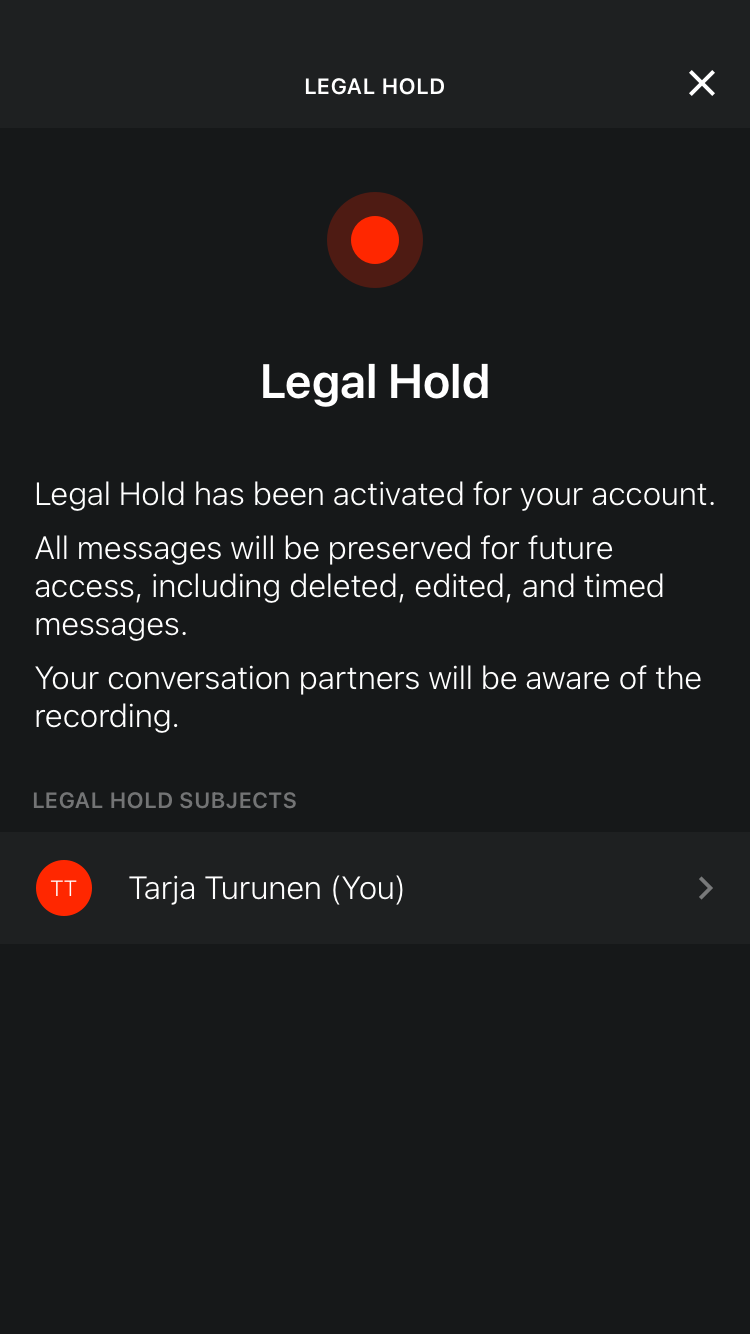 LEGAL HOLD
Legal Hold
Legal Hold has been activated for your account.
All messages will be preserved for future
access, including deleted, edited, and timed
messages.
Your conversation partners will be aware of the
recording.
LEGAL HOLD SUBJECTS
TT
Tarja Turunen (You)